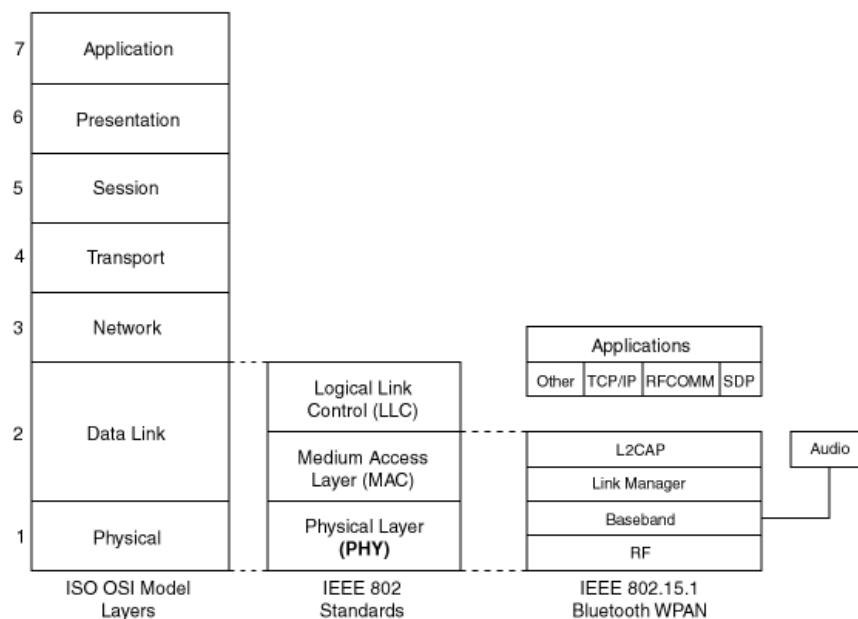 7
Application
6
Presentation
5
Session
4
Transport
3
Network
2
Data Link
1
Physical
ISO OSI Model
Layers
Logical Link
Control (LLC)
Medium Access
Layer (MAC)
Physical Layer
(PHY)
IEEE 802
Standards
Applications
Other TCP/IP RFCOMM SDP
L2CAP
Link Manager
Baseband
RF
IEEE 802.15.1
Bluetooth WPAN
Audio